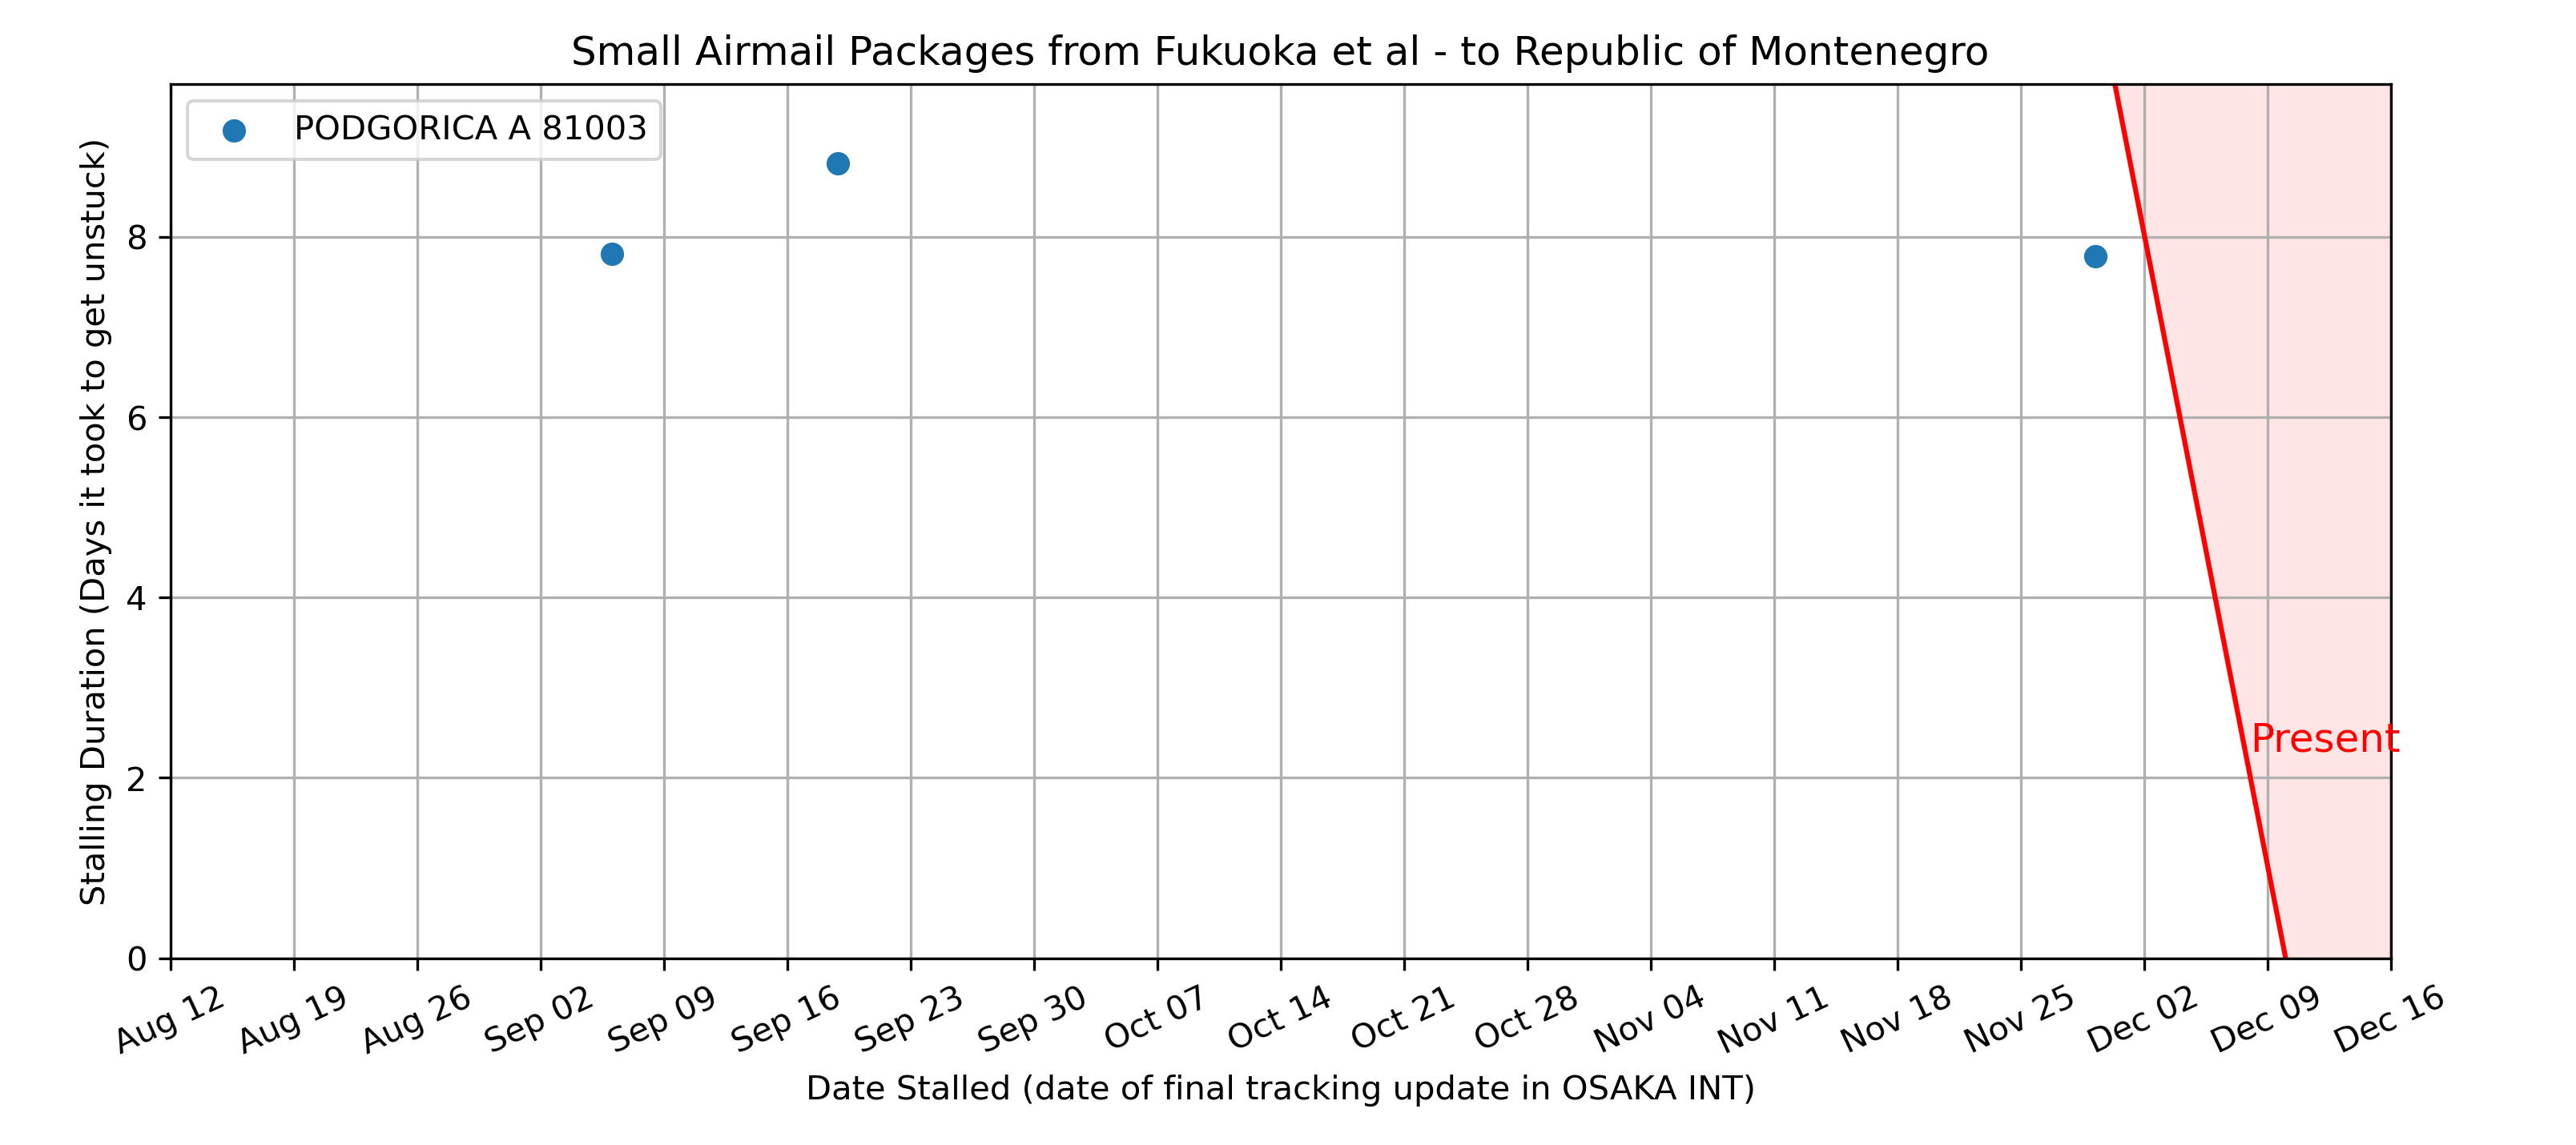 Small Airmail Packages from Fukuoka et al - to Republic of Montenegro
PODGORICA A 81003
Stalling Duration (Days it took to get unstuck)
8
6
4
2
0
Present
Aug 12
Aug 19
Aug 26
Sep 02
Sep 09
Sep 16
Sep 23
Sep 30
Oct 07
Oct 14
Oct 21
Oct 28
Nov 04
Nov 11
Nov 18
Nov 25
Dec 02
Dec 09
Dec 16
Date Stalled (date of final tracking update in OSAKA INT)